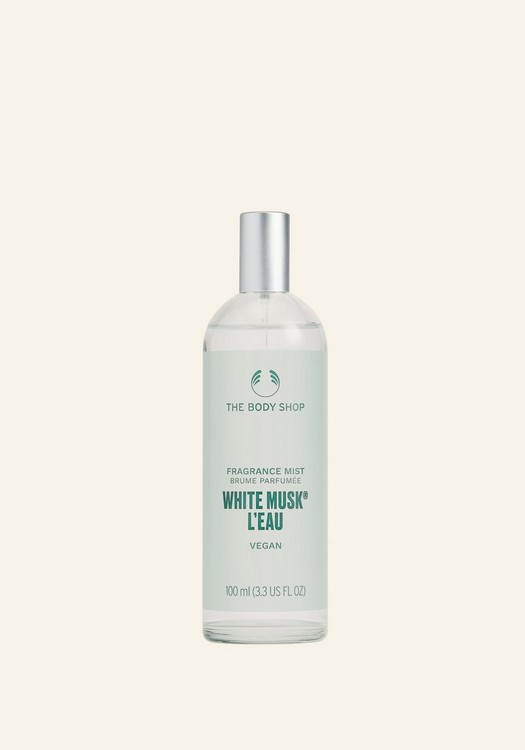 THE BODY SHOP
FRAGRANCE MIST
BRUME PARFUMÉE
WHITE MUSK®
L'EAU
VEGAN
100 ml (3.3 US FL OZ)